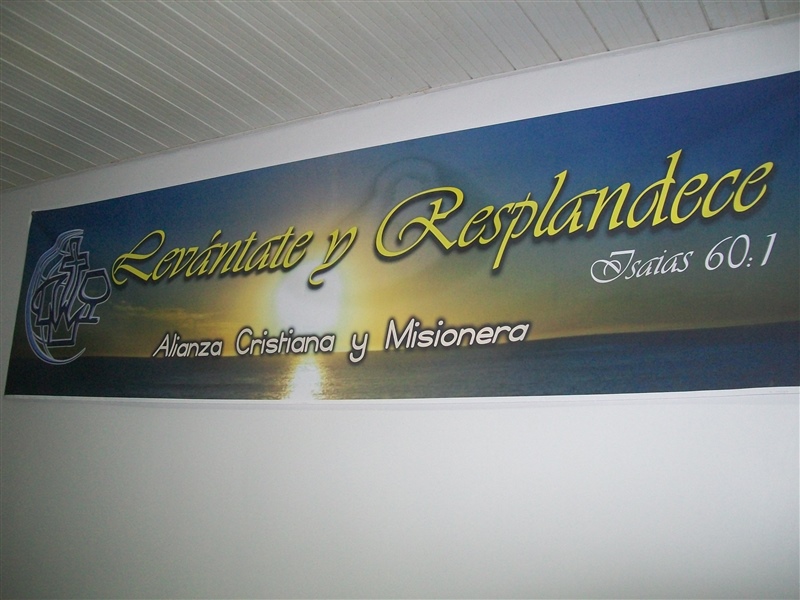 Levántate y Resplandece
Isaias 60:1
Alianza Cristiana y Misionera